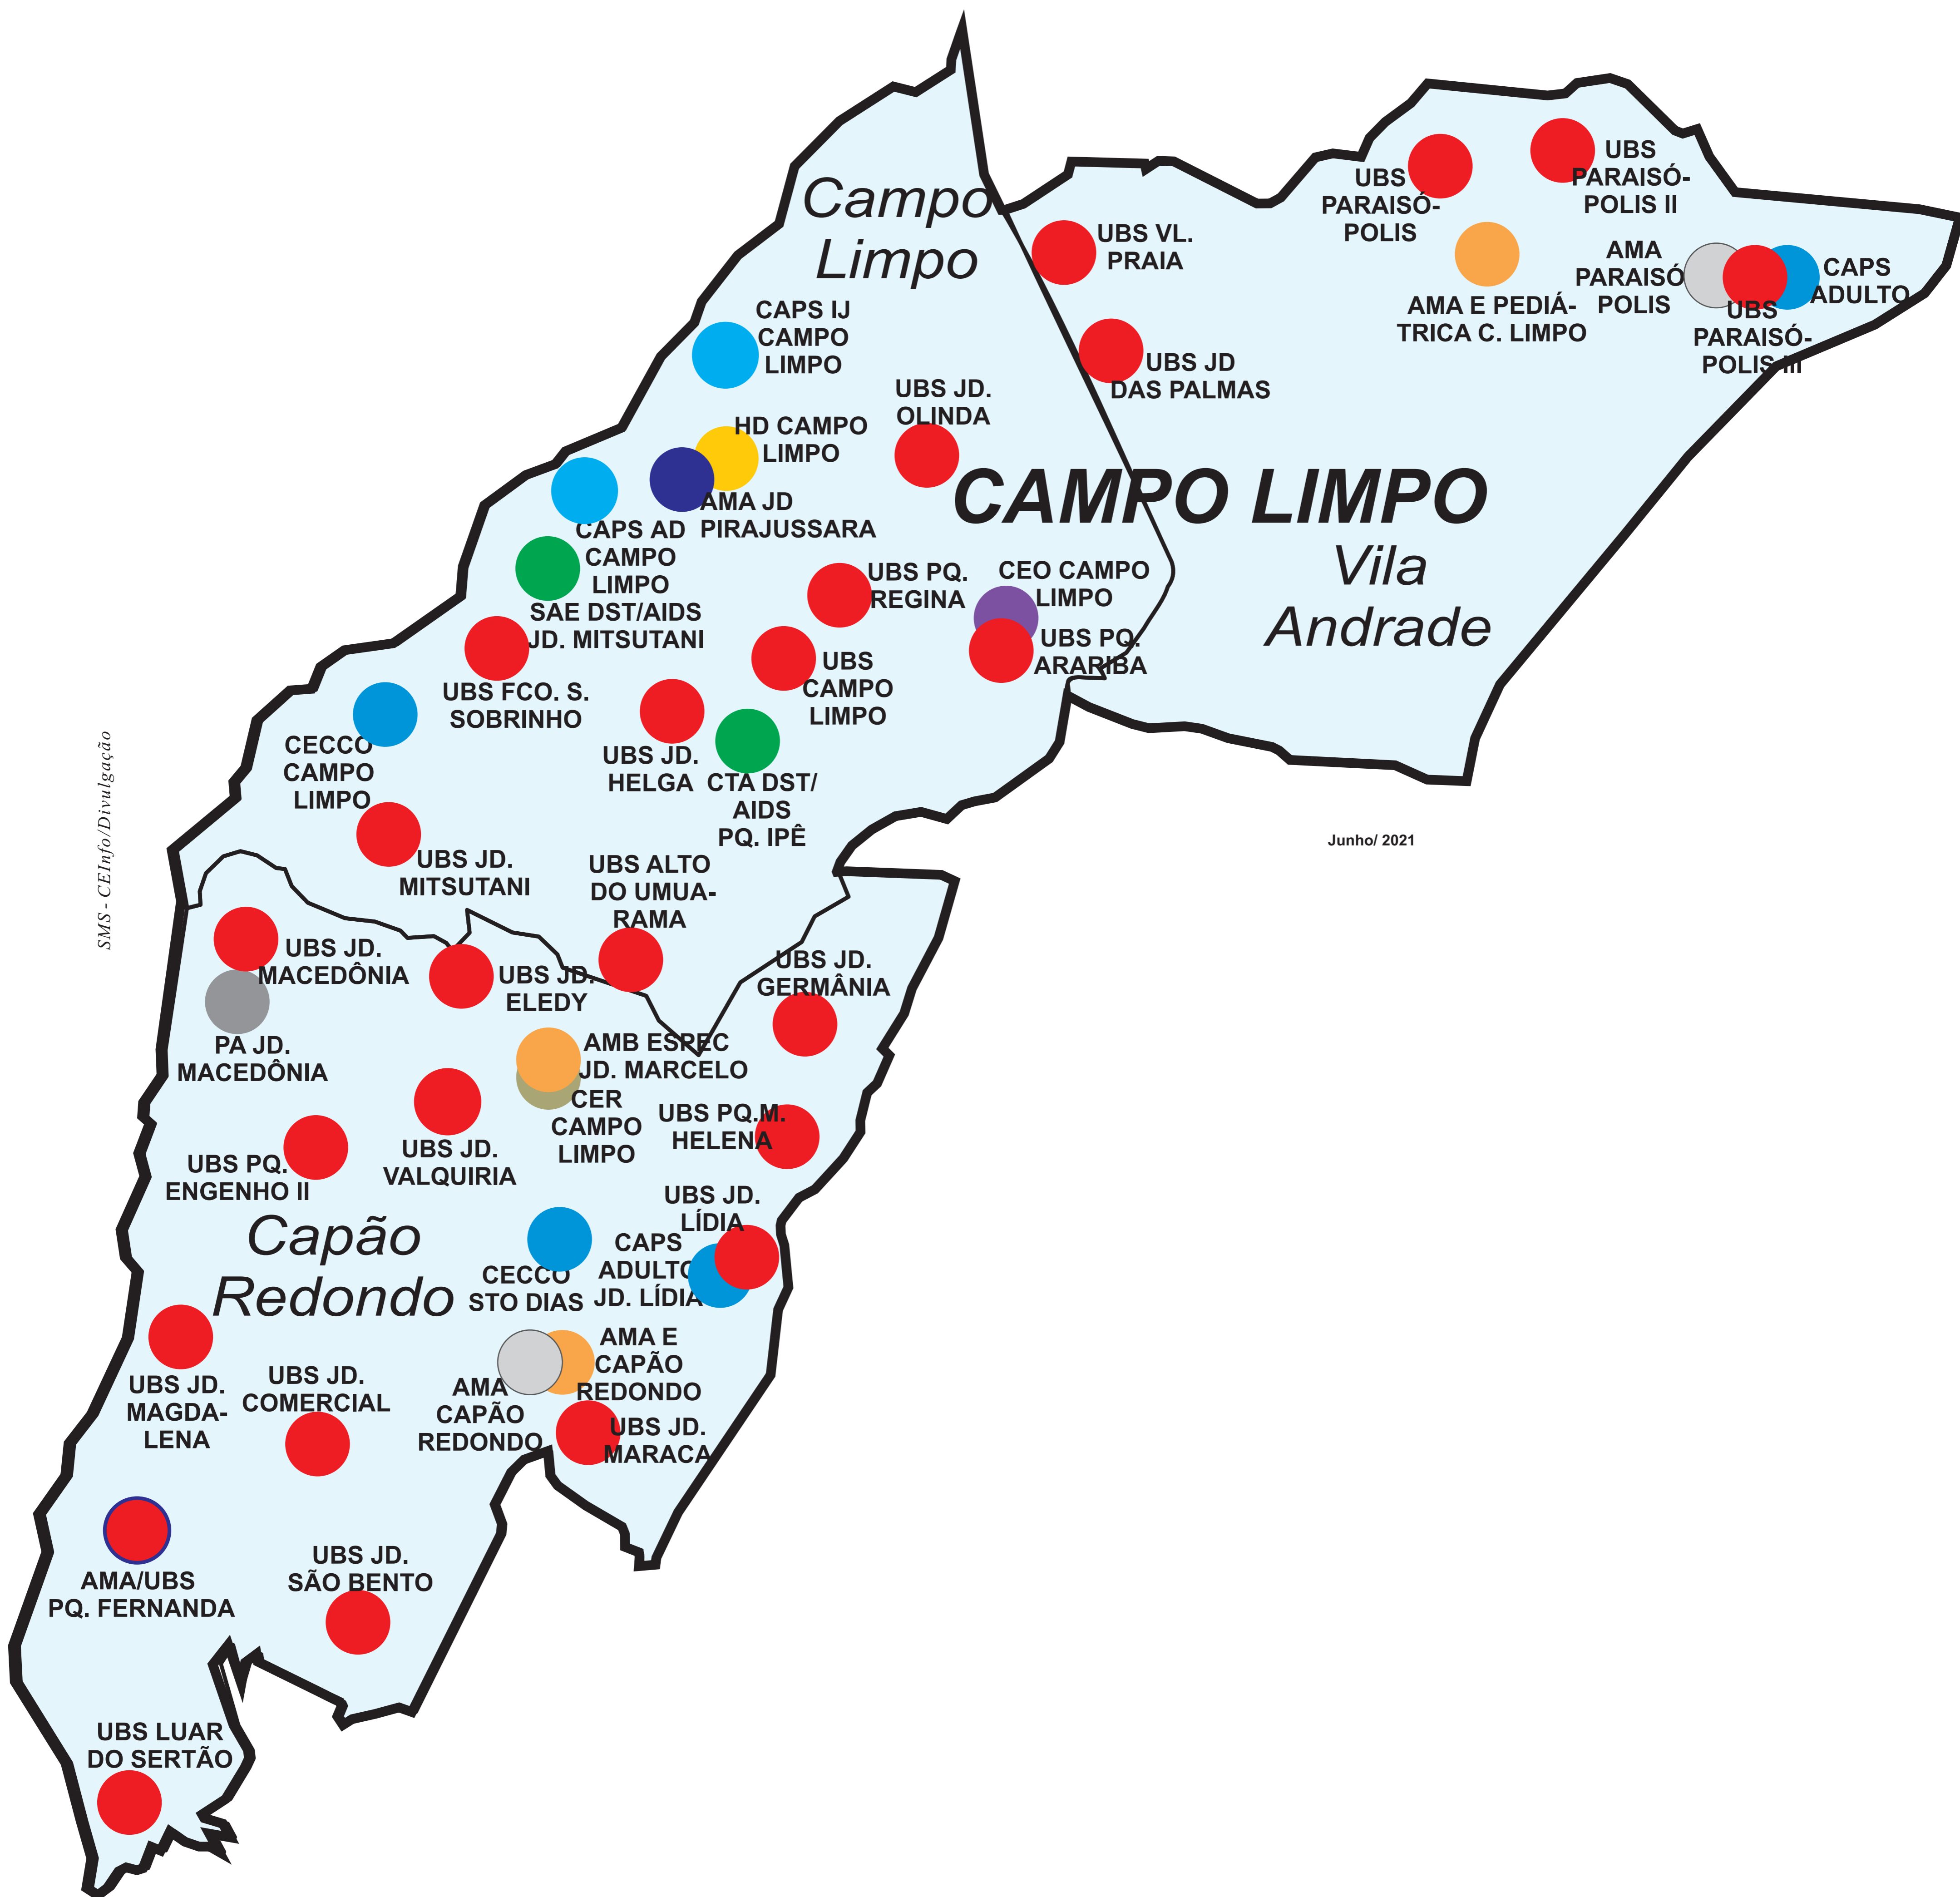 Campo
Limpo
UBS
PARAISÓ-
POLIS
UBS
PARAISÓ-
POLIS II
UBS VL.
PRAIA
AMA
PARAISÓ
POLIS
CAPS
ADULTO
AMA E PEDIÁ-
TRICA C. LIMPO
UBS
PARAISÓ-
POLIS III
CAPS IJ
CAMPO
LIMPO
UBS JD
DAS PALMAS
UBS JD.
OLINDA
HD CAMPO
LIMPO
AMA JD
PIRAJUSSARA
CAMPO LIMPO
Vila
Andrade
CAPS AD
CAMPO
LIMPO
SAE DST/AIDS
JD. MITSUTANI
UBS PQ.
REGINA
CEO CAMPO
LIMPO
UBS PQ.
ARARIBA
UBS
CAMPO
LIMPO
UBS FCO. S.
SOBRINHO
CECCO
CAMPO
LIMPO
UBS JD.
HELGA
CTA DST/
AIDS
PQ. IPÊ
SMS - CEInfo/Divulgação
Junho/ 2021
UBS JD.
MITSUTANI
UBS ALTO
DO UMUA-
RAMA
UBS JD.
MACEDÔNIA
UBS JD.
ELEDY
UBS JD.
GERMÂNIA
PA JD.
MACEDÔNIA
AMB ESPEC
JD. MARCELO
CER
CAMPO
LIMPO
UBS PQ.M.
HELENA
UBS JD.
VALQUIRIA
UBS PQ.
ENGENHO II
Capão
Redondo
UBS JD.
LÍDIA
CAPS
ADULTO
JD. LÍDIA
CECCO
STO DIAS
AMA E
CAPÃO
REDONDO
AMA
CAPÃO
REDONDO
UBS JD.
MARACA
UBS JD.
MAGDA-
LENA
UBS JD.
COMERCIAL
AMA/UBS
PQ. FERNANDA
UBS JD.
SÃO BENTO
UBS LUAR
DO SERTÃO